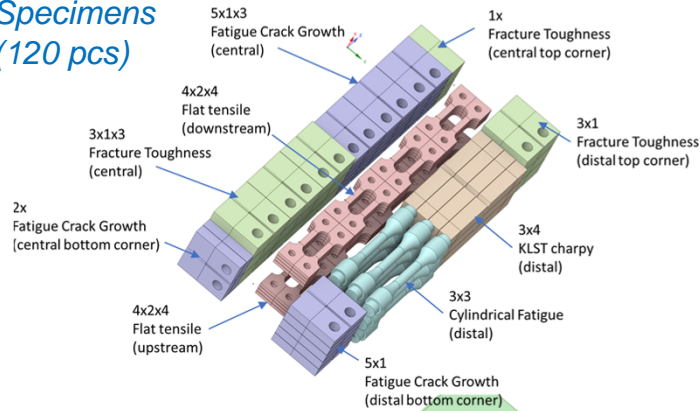 Specimens
(120 pcs)
5x1x3
Fatigue Crack Growth
(central)
1x
Fracture Toughness
(central top corner)
4x2x4
Flat tensile
(downstream)
3x1
Fracture Toughness
(distal top corner)
3x1x3
Fracture Toughness
(central)
2x
Fatigue Crack Growth
(central bottom corner)
3x4
KLST charpy
(distal)
4x2x4
Flat tensile
(upstream)
3x3
Cylindrical Fatigue
(distal)
5x1
Fatigue Crack Growth
(distal bottom corner)